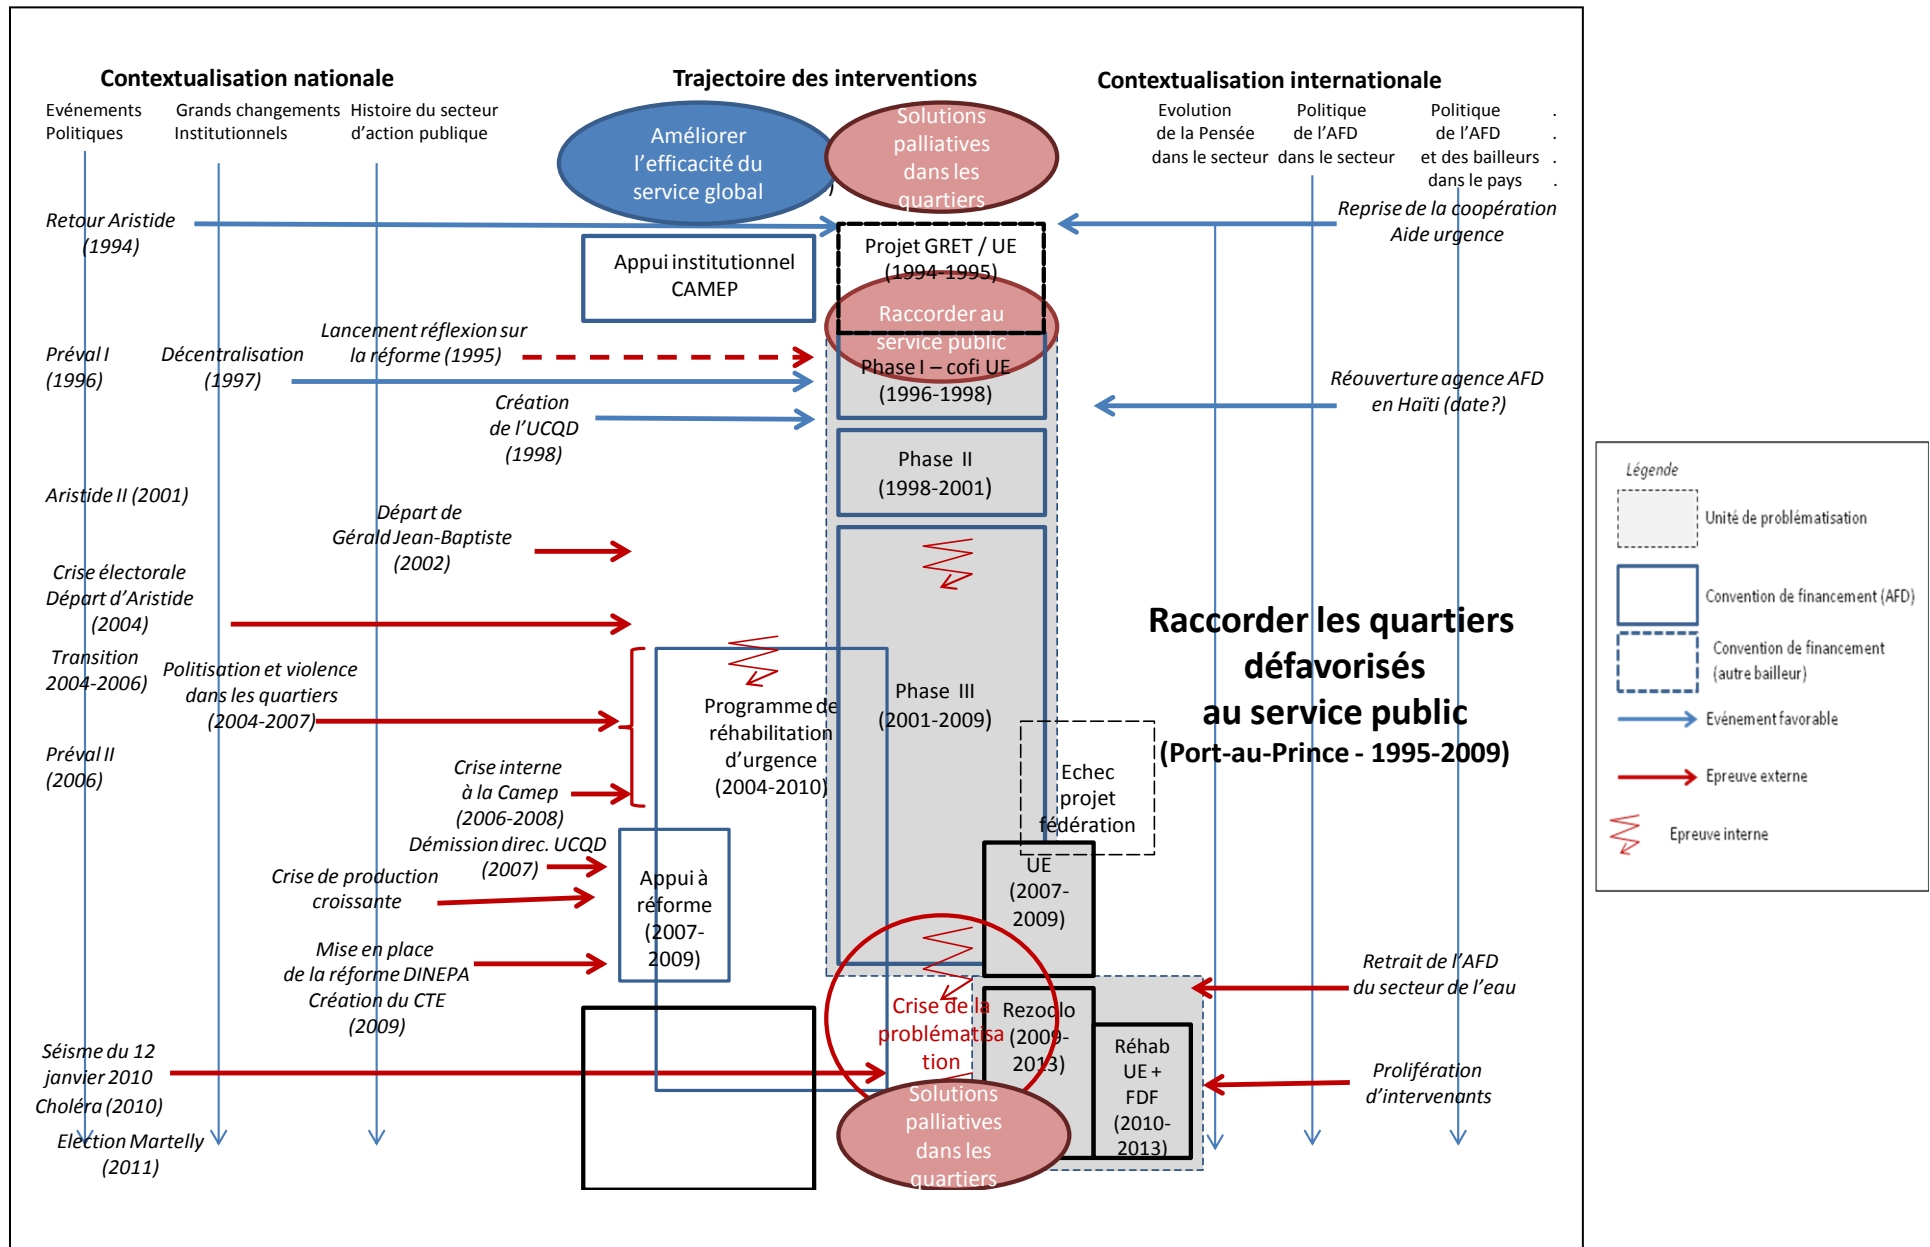 Contextualisation nationale
Trajectoire des interventions
Contextualisation internationale
Evénements
Politiques
Grands changements
Institutionnels
Histoire du secteur
d'action publique
Améliorer
l'efficacité du
service global
)
Solutions
palliatives
dans les
quartiers
Evolution
de la Pensée
dans le secteur
Politique
de l'AFD
dans le secteur
Politique .
de l'AFD .
et des bailleurs .
dans le pays .
Retour Aristide
(1994)
Reprise de la coopération
Aide urgence
Appui institutionnel
CAMEP
Projet GRET / UE
(1994-1995)
Raccorder au
service public
Lancement réflexion sur
la réforme (1995)
Préval I
(1996)
Décentralisation
(1997)
Phase I – cofi UE
(1996-1998)
Réouverture agence AFD
en Haïti (date?)
Création
de l'UCQD
(1998)
Phase II
(1998-2001)
Aristide II (2001)
Départ de
Gérald Jean-Baptiste
(2002)
Crise électorale
Départ d'Aristide
(2004)
Transition
2004-2006)
Politisation et violence
dans les quartiers
(2004-2007)
Programme de
réhabilitation
d'urgence
(2004-2010)
Phase III
(2001-2009)
Raccorder les quartiers
défavorisés
au service public
(Port-au-Prince - 1995-2009)
Préval II
(2006)
Crise interne
à la Camep
(2006-2008)
Echec
projet
fédération
Démission direc. UCQD
(2007)
Crise de production
croissante
Appui à
réforme
(2007-
2009)
UE
(2007-
2009)
Mise en place
de la réforme DINEPA
Création du CTE
(2009)
Retrait de l'AFD
du secteur de l'eau
Crise de la
problématisa
tion
Rezodlo
(2009-
2013)
Réhab
UE +
FDF
(2010-
2013)
Séisme du 12
janvier 2010
Choléra (2010)
Prolifération
d'intervenants
Election Martelly
(2011)
Solutions
palliatives
dans les
quartiers
Légende
Unité de problématisation
Convention de financement (AFD)
Convention de financement
(autre bailleur)
Evénement favorable
Epreuve externe
Epreuve interne